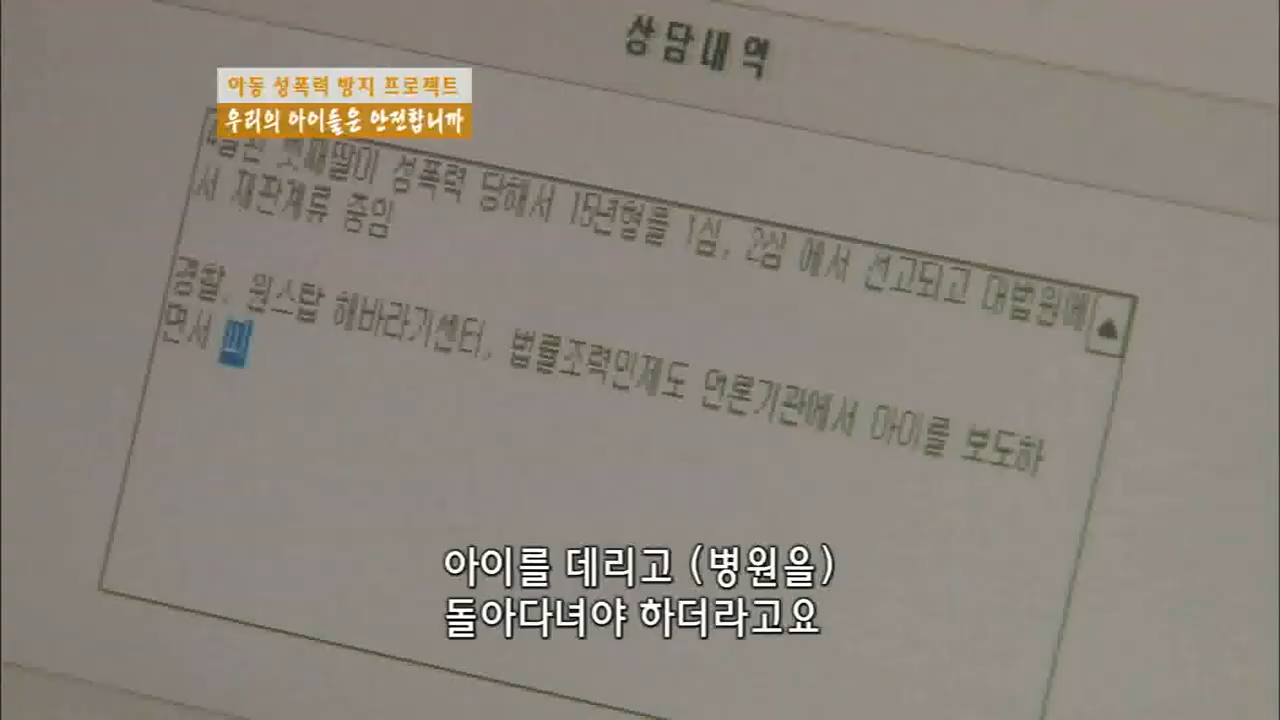 상담내역
아동 성폭력 방지 프로젝트
우리의 아이들은 안전합니까
첫째딸이 성폭력 당해서 15년형을 1심, 2심 에서 선고되고 대법원에
서 재판계류 중임
경찰, 원스탑 해바라기센터, 법률조력인제도 언론기관에서 아이를 보도하
면서
아이를 데리고 (병원을)
돌아다녀야 하더라고요